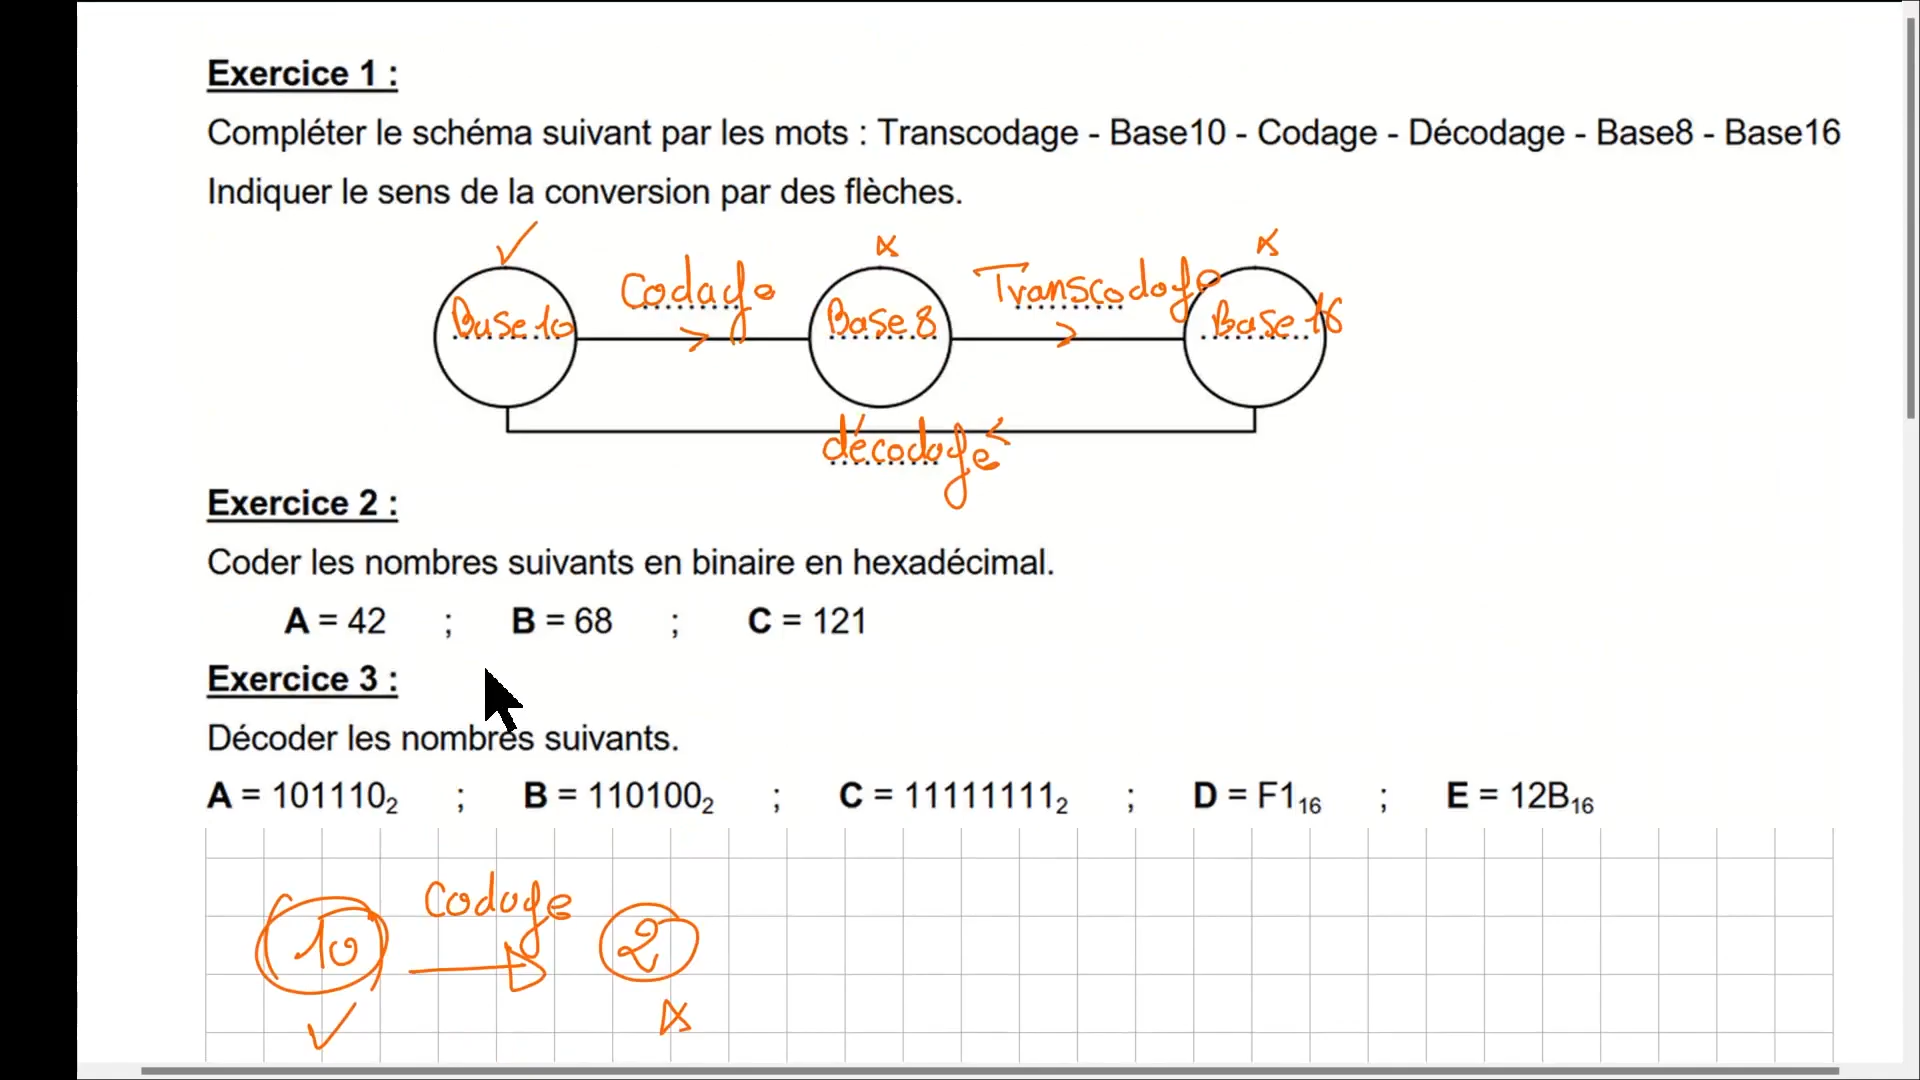 Exercice 1 :
Compléter le schéma suivant par les mots : Transcodage - Base10 - Codage - Décodage - Base8 - Base16
Indiquer le sens de la conversion par des flèches.
Codage Transcodage
Base 10 Base 8 Base 16
décodage
Exercice 2 :
Coder les nombres suivants en binaire en hexadécimal.
A = 42 ; B = 68 ; C = 121
Exercice 3 :
Décoder les nombres suivants.
A = 101110₂ ; B = 110100₂ ; C = 11111111₂ ; D = F1₁₆ ; E = 12B₁₆
Codage
10 2